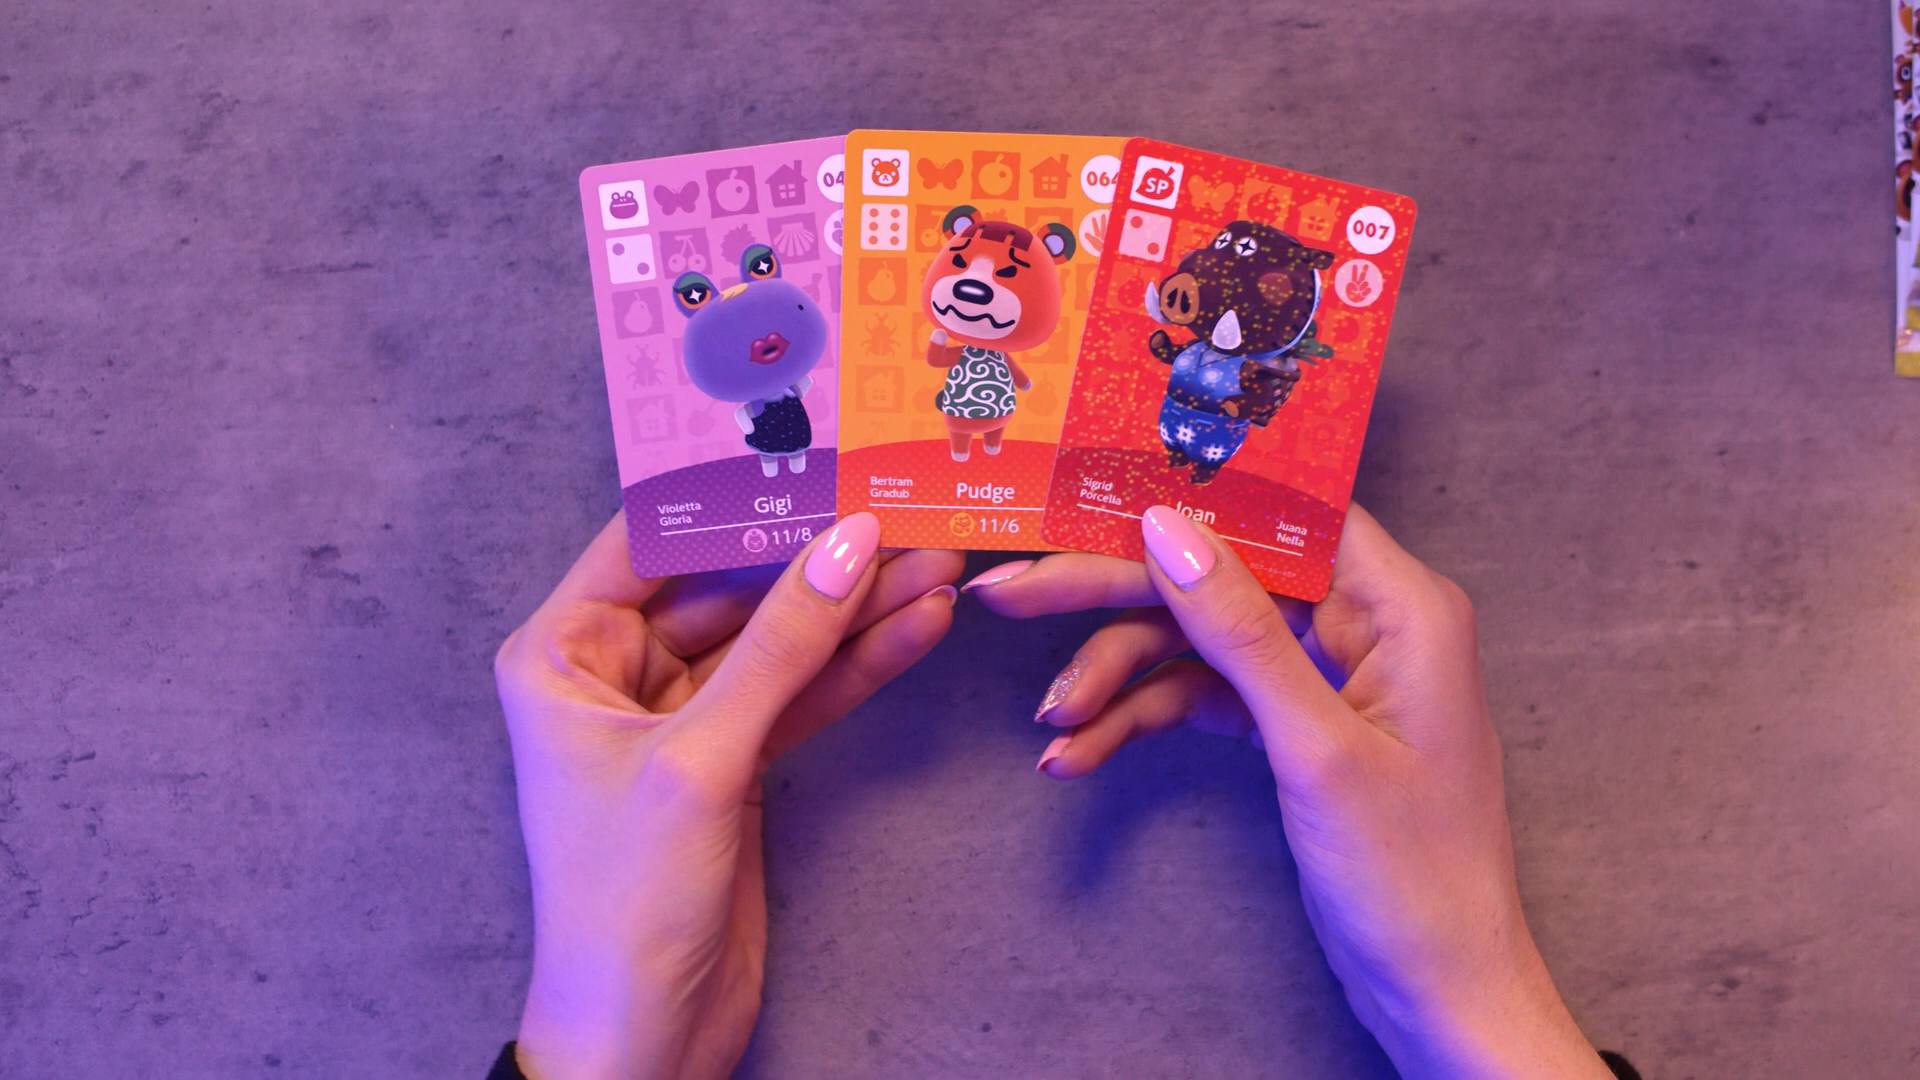 04
Violetta
Gloria
Gigi
11/8
064
Bertram
Gradub
Pudge
11/6
SP
007
Sigrid
Porcella
Joan
Juana
Nella